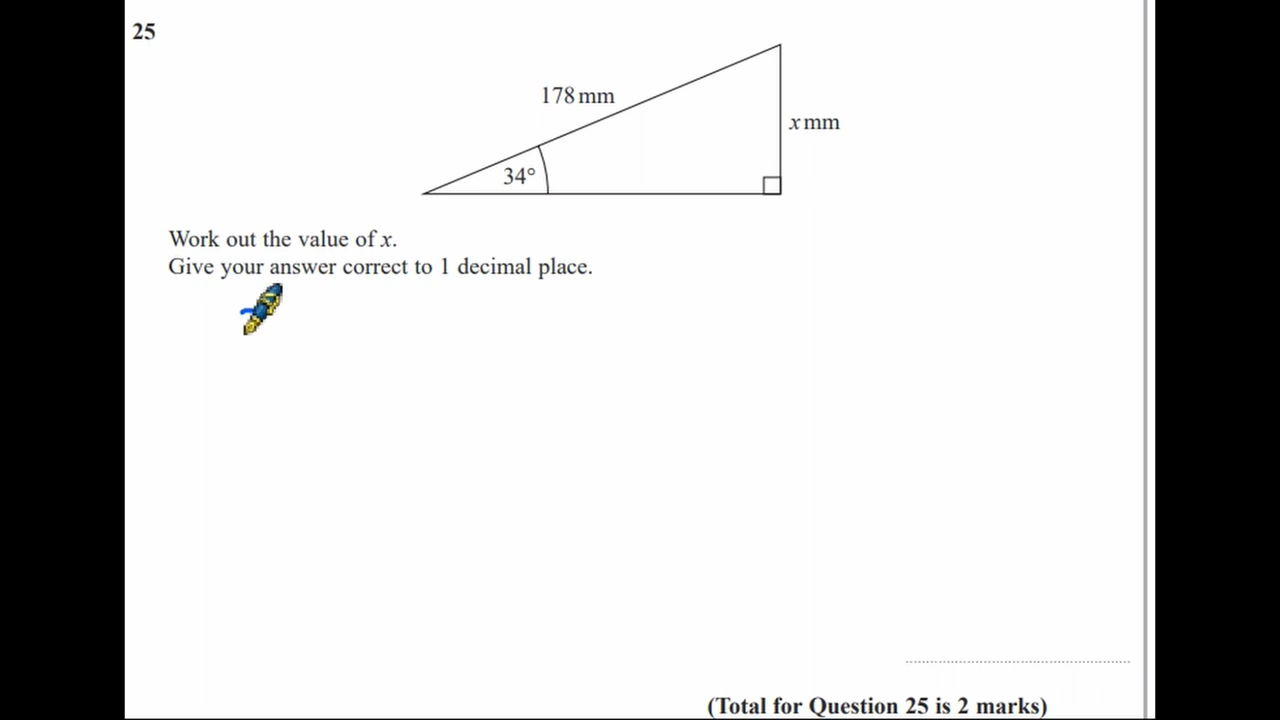 25
178 mm
x mm
34°
Work out the value of x.
Give your answer correct to 1 decimal place.
(Total for Question 25 is 2 marks)